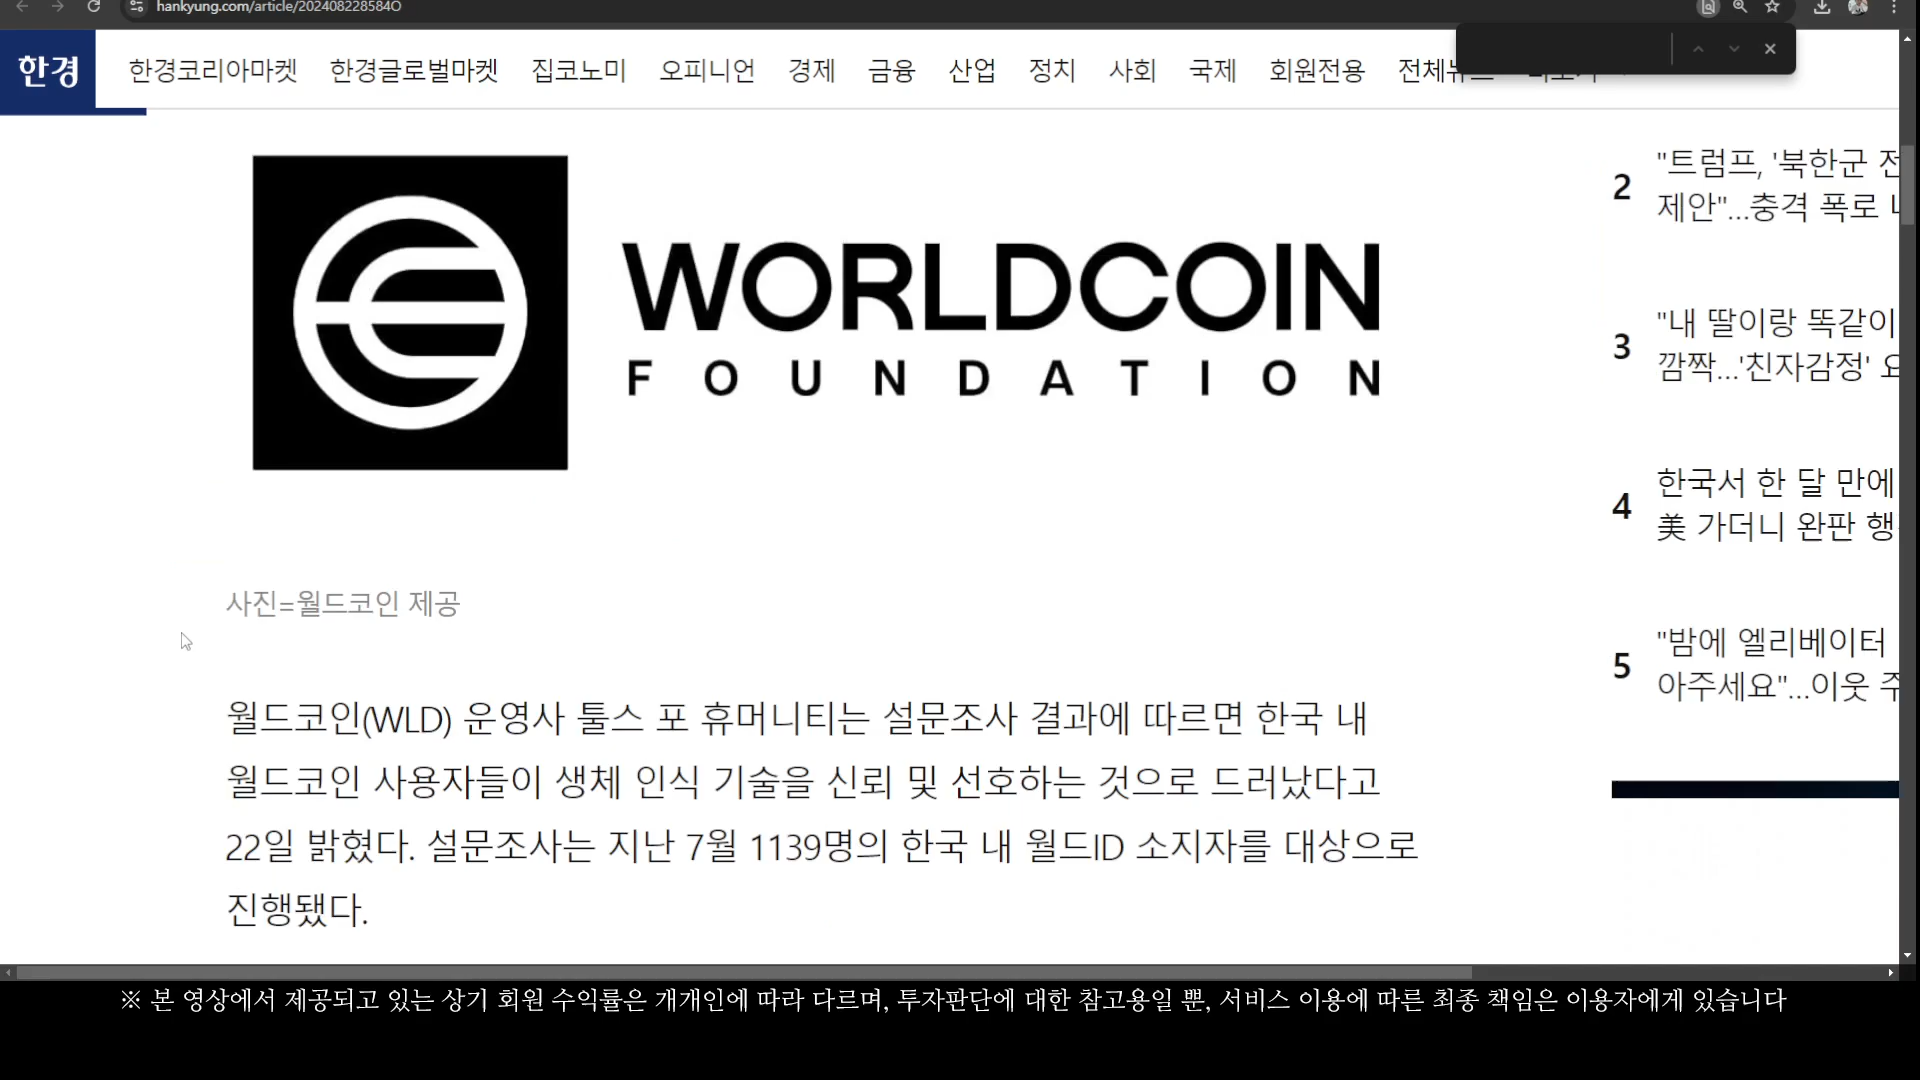 hankyung.com/article/202408228584O
한경
한경코리아마켓 한경글로벌마켓 집코노미 오피니언 경제 금융 산업 정치 사회 국제 회원전용
WORLDCOIN
FOUNDATION
사진=월드코인 제공
월드코인(WLD) 운영사 툴스 포 휴머니티는 설문조사 결과에 따르면 한국 내
월드코인 사용자들이 생체 인식 기술을 신뢰 및 선호하는 것으로 드러났다고
22일 밝혔다. 설문조사는 지난 7월 1139명의 한국 내 월드ID 소지자를 대상으로
진행됐다.
2
"트럼프, '북한군
제안"...충격 폭로
3
"내 딸이랑 똑같이
깜짝...'친자감정'
4
한국서 한 달 만에
美 가더니 완판
5
"밤에 엘리베이터
아주세요"...이웃
※ 본 영상에서 제공되고 있는 상기 회원 수익률은 개개인에 따라 다르며, 투자판단에 대한 참고용일 뿐, 서비스 이용에 따른 최종 책임은 이용자에게 있습니다